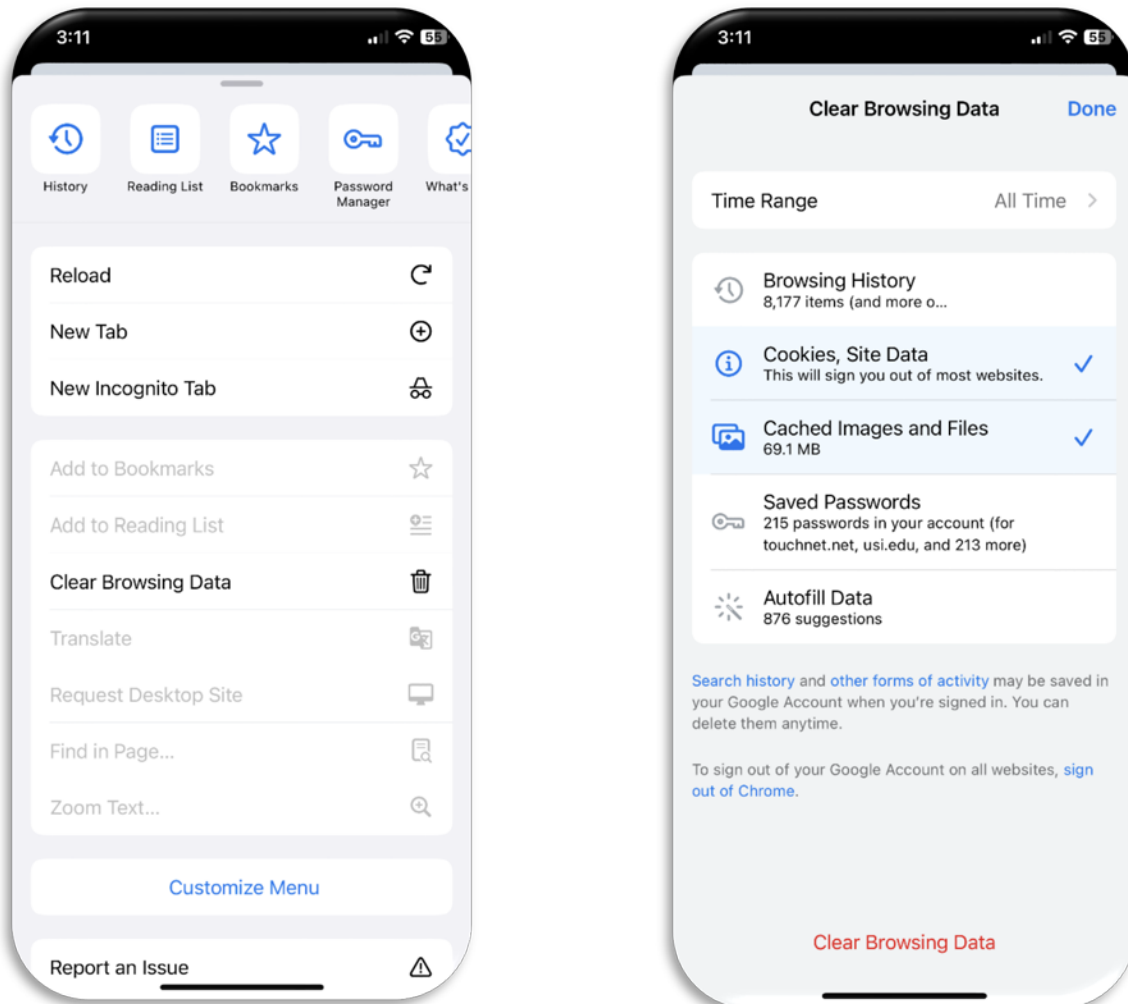 3:11
55
History
Reading List
Bookmarks
Password
Manager
What's
Reload
New Tab
New Incognito Tab
Add to Bookmarks
Add to Reading List
Clear Browsing Data
Translate
Request Desktop Site
Find in Page...
Zoom Text...
Customize Menu
Report an Issue
3:11
55
Clear Browsing Data
Done
Time Range
All Time
Browsing History
8,177 items (and more o...
Cookies, Site Data
This will sign you out of most websites.
Cached Images and Files
69.1 MB
Saved Passwords
215 passwords in your account (for
touchnet.net, usi.edu, and 213 more)
Autofill Data
876 suggestions
Search history and other forms of activity may be saved in
your Google Account when you're signed in. You can
delete them anytime.
To sign out of your Google Account on all websites, sign
out of Chrome.
Clear Browsing Data